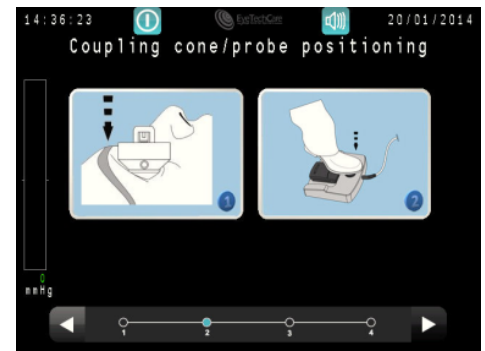 14:36:23 EyeTechCare 20/01/2014
Coupling cone/probe positioning
1 2
0
mmHg
1 2 3 4